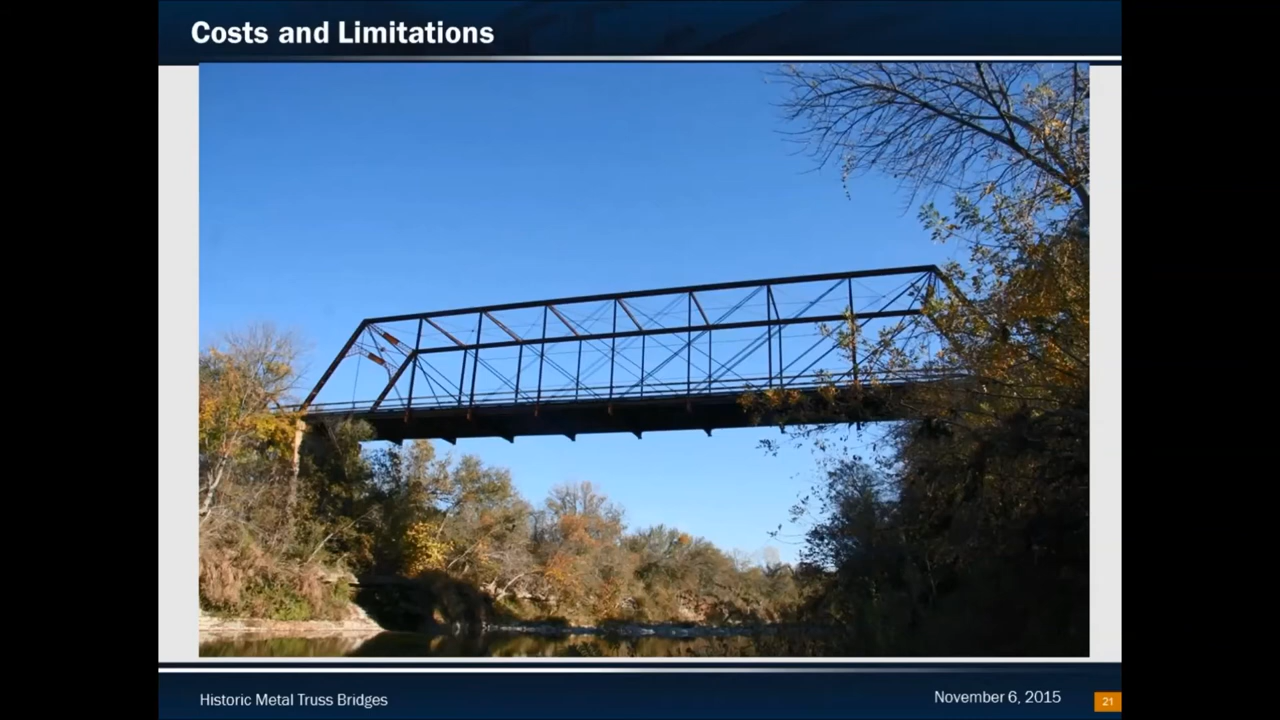 Costs and Limitations
Historic Metal Truss Bridges
November 6, 2015
21